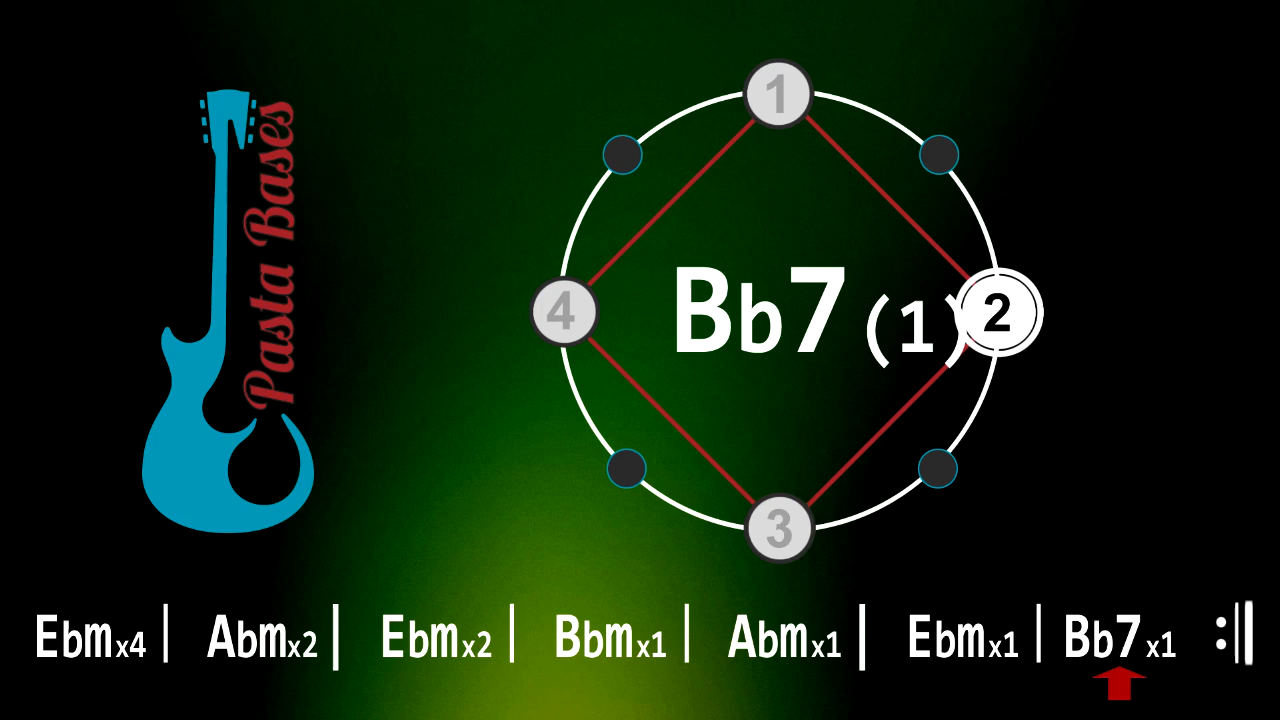 Pasta Bases
1
2
3
4
Bb7 (1)
Ebmx4 | Abmx2 | Ebmx2 | Bbmx1 | Abmx1 | Ebmx1 | Bb7x1 :||